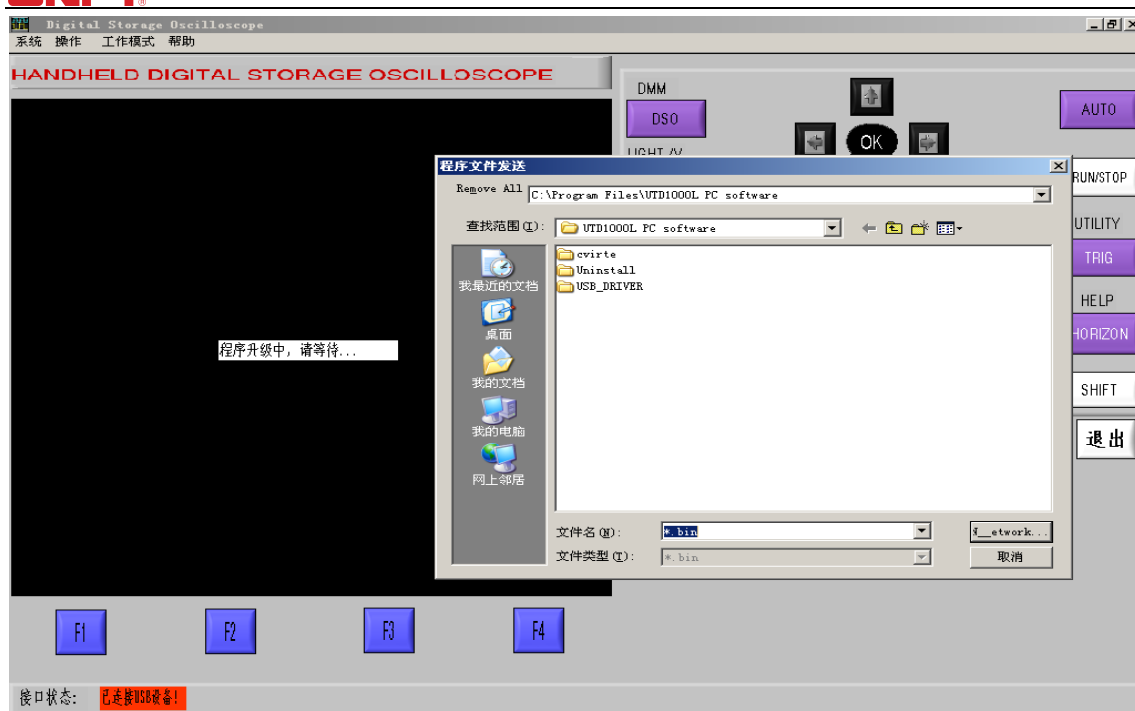 Digital Storage Oscilloscope
系统 操作 工作模式 帮助
HANDHELD DIGITAL STORAGE OSCILLOSCOPE
DMM
DSO
OK
AUTO
RUN/STOP
UTILITY
TRIG
HELP
HORIZON
SHIFT
退出
程序文件发送
Remove All C:\Program Files\UTD1000L PC software
查找范围(I): UTD1000L PC software
cvirte
Uninstall
USB_DRIVER
我最近的文档
桌面
我的文档
我的电脑
网上邻居
文件名(N): *.bin
文件类型(T): *.bin
取消
程序升级中, 请等待...
F1 F2 F3 F4
接口状态: 已连接USB设备!